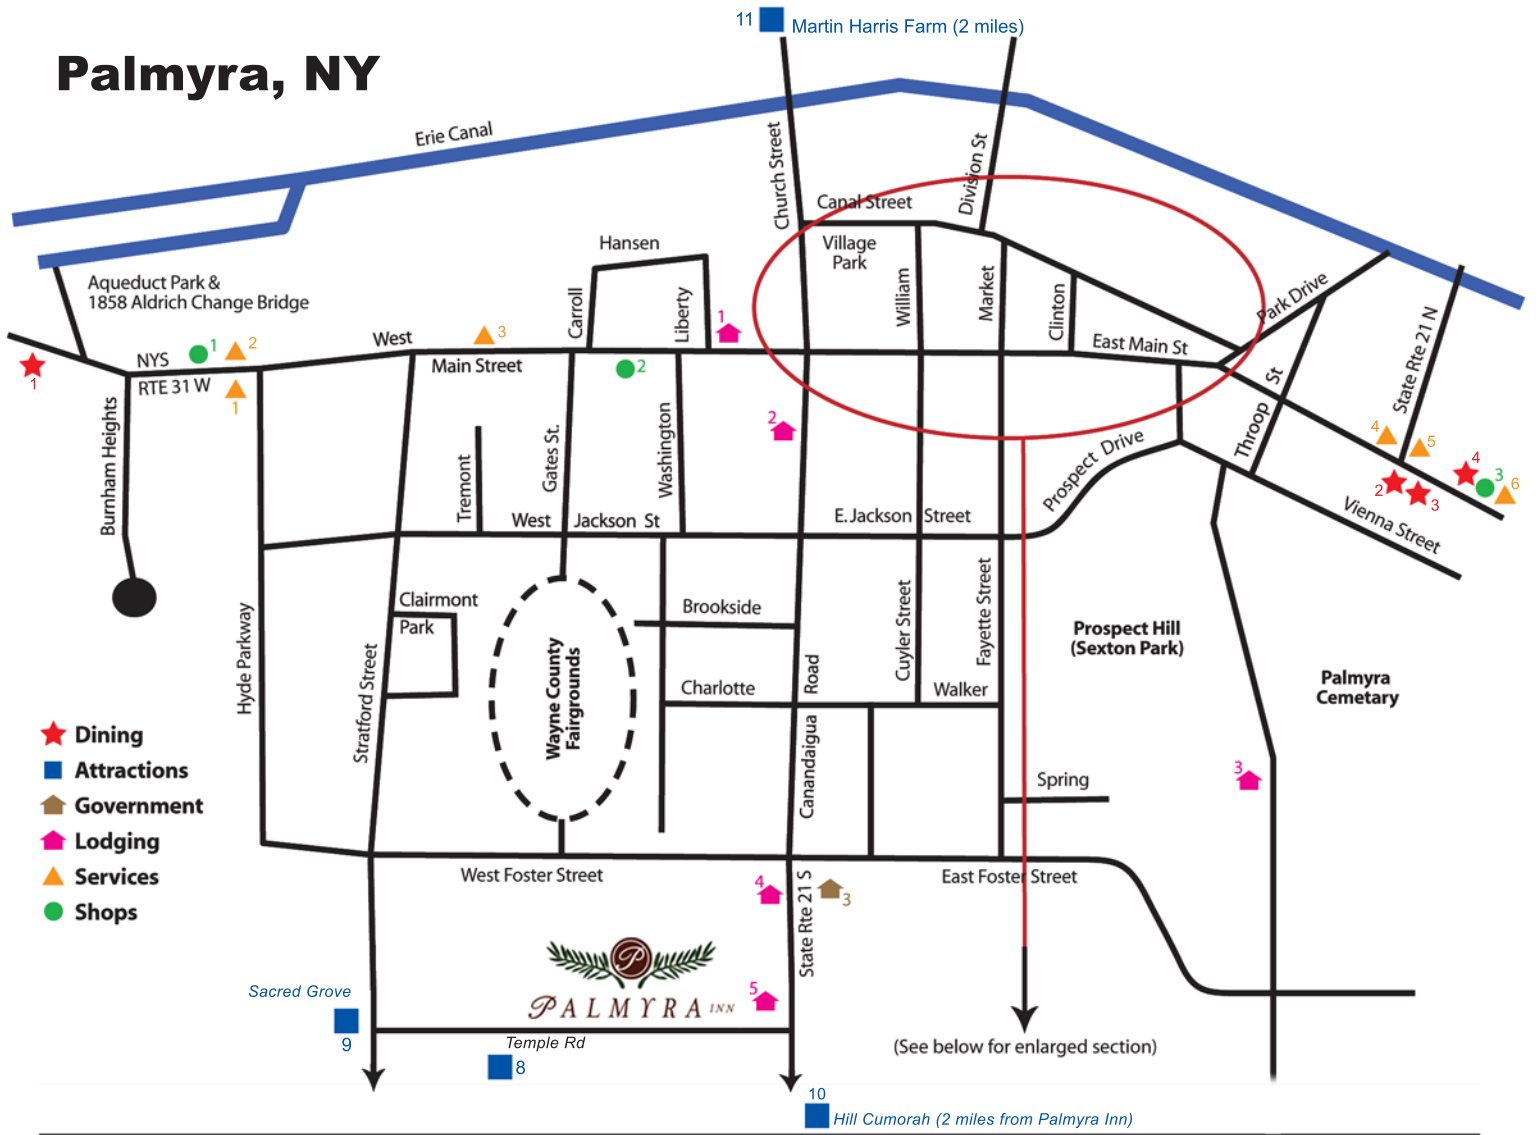 11
Martin Harris Farm (2 miles)
Palmyra, NY
Erie Canal
Church Street
Division St
Canal Street
Village
Park
Hansen
Aqueduct Park &
1858 Aldrich Change Bridge
Carroll
Liberty
William
Market
Clinton
Park Drive
State Rte 21 N
1
3
West
Main Street
East Main St
NYS
RTE 31 W
1
2
1
1
2
2
Burnham Heights
Tremont
Gates St.
Washington
Prospect Drive
Throop St
4
5
4
3
6
2
3
Vienna Street
West Jackson St
E. Jackson Street
Clairmont
Park
Brookside
Wayne County
Fairgrounds
Hyde Parkway
Stratford Street
Charlotte
Canandaigua Road
Cuyler Street
Fayette Street
Walker
Prospect Hill
(Sexton Park)
Palmyra
Cemetary
Spring
3
Dining
Attractions
Government
Lodging
Services
Shops
West Foster Street
East Foster Street
4
State Rte 21 S
3
P
PALMYRA INN
5
Sacred Grove
9
Temple Rd
8
(See below for enlarged section)
10
Hill Cumorah (2 miles from Palmyra Inn)